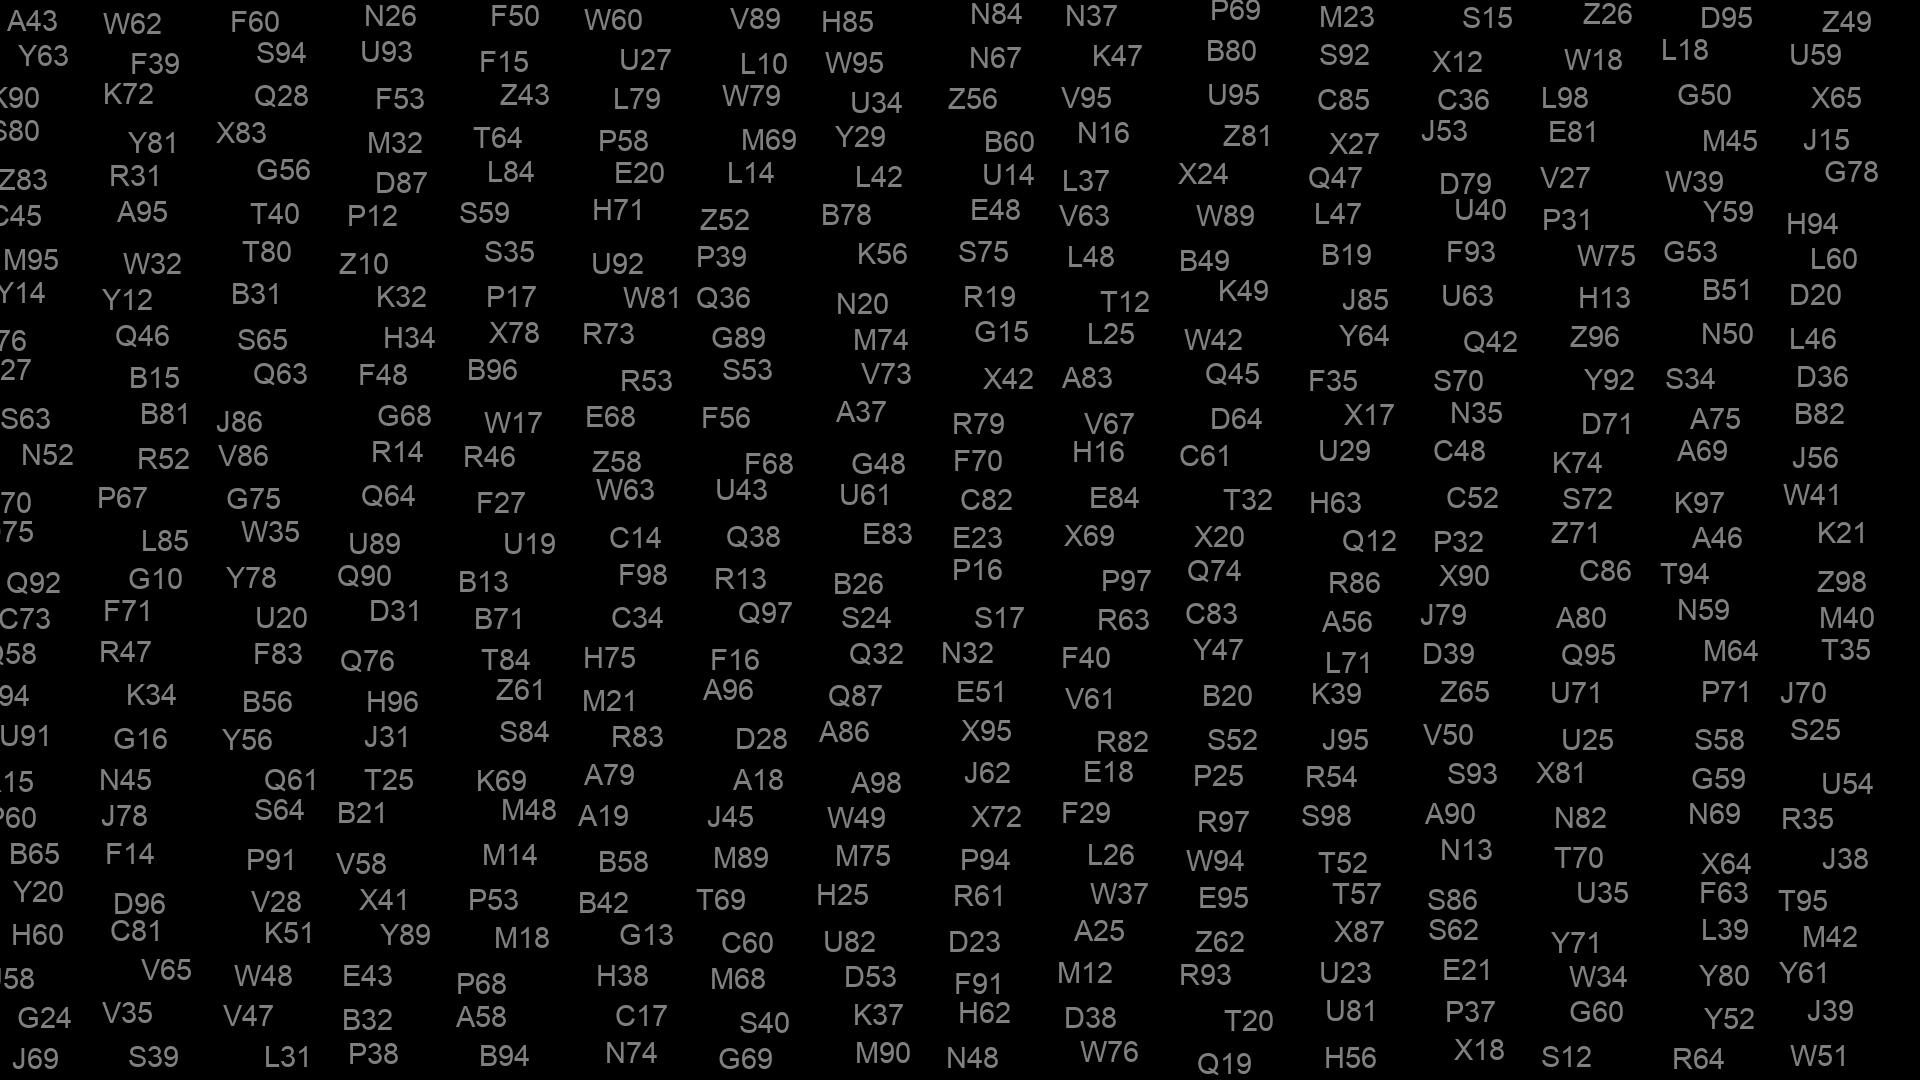 A43 W62 F60 N26 F50 W60 V89 H85 N84 N37 P69 M23 S15 Z26 D95 Z49
Y63 F39 S94 U93 F15 U27 L10 W95 N67 K47 B80 S92 X12 W18 L18 U59
K90 K72 Q28 F53 Z43 L79 W79 U34 Z56 V95 U95 C85 C36 L98 G50 X65
S80 Y81 X83 M32 T64 P58 M69 Y29 B60 N16 Z81 X27 J53 E81 M45 J15
Z83 R31 G56 D87 L84 E20 L14 L42 U14 L37 X24 Q47 D79 V27 W39 G78
C45 A95 T40 P12 S59 H71 Z52 B78 E48 V63 W89 L47 U40 P31 Y59 H94
M95 W32 T80 Z10 S35 U92 P39 K56 S75 L48 B49 B19 F93 W75 G53 L60
Y14 Y12 B31 K32 P17 W81 Q36 N20 R19 T12 K49 J85 U63 H13 B51 D20
76 Q46 S65 H34 X78 R73 G89 M74 G15 L25 W42 Y64 Q42 Z96 N50 L46
27 B15 Q63 F48 B96 R53 S53 V73 X42 A83 Q45 F35 S70 Y92 S34 D36
S63 B81 J86 G68 W17 E68 F56 A37 R79 V67 D64 X17 N35 D71 A75 B82
N52 R52 V86 R14 R46 Z58 F68 G48 F70 H16 C61 U29 C48 K74 A69 J56
70 P67 G75 Q64 F27 W63 U43 U61 C82 E84 T32 H63 C52 S72 K97 W41
75 L85 W35 U89 U19 C14 Q38 E83 E23 X69 X20 Q12 P32 Z71 A46 K21
Q92 G10 Y78 Q90 B13 F98 R13 B26 P16 P97 Q74 R86 X90 C86 T94 Z98
C73 F71 U20 D31 B71 C34 Q97 S24 S17 R63 C83 A56 J79 A80 N59 M40
58 R47 F83 Q76 T84 H75 F16 Q32 N32 F40 Y47 L71 D39 Q95 M64 T35
94 K34 B56 H96 Z61 M21 A96 Q87 E51 V61 B20 K39 Z65 U71 P71 J70
U91 G16 Y56 J31 S84 R83 D28 A86 X95 R82 S52 J95 V50 U25 S58 S25
15 N45 Q61 T25 K69 A79 A18 A98 J62 E18 P25 R54 S93 X81 G59 U54
P60 J78 S64 B21 M48 A19 J45 W49 X72 F29 R97 S98 A90 N82 N69 R35
B65 F14 P91 V58 M14 B58 M89 M75 P94 L26 W94 T52 N13 T70 X64 J38
Y20 D96 V28 X41 P53 B42 T69 H25 R61 W37 E95 T57 S86 U35 F63 T95
H60 C81 K51 Y89 M18 G13 C60 U82 D23 A25 Z62 X87 S62 Y71 L39 M42
58 V65 W48 E43 P68 H38 M68 D53 F91 M12 R93 U23 E21 W34 Y80 Y61
G24 V35 V47 B32 A58 C17 S40 K37 H62 D38 T20 U81 P37 G60 Y52 J39
J69 S39 L31 P38 B94 N74 G69 M90 N48 W76 Q19 H56 X18 S12 R64 W51